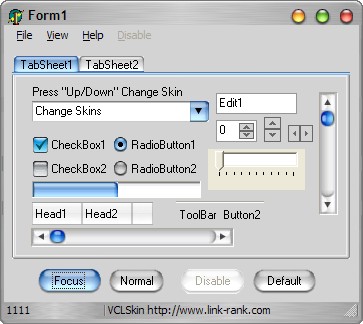 Form1
File View Help Disable
TabSheet1 TabSheet2
Press "Up/Down" Change Skin
Change Skins
Edit1
0
CheckBox1 RadioButton1
CheckBox2 RadioButton2
Head1 Head2
ToolBar Button2
Focus Normal Disable Default
1111 VCLSkin http://www.link-rank.com